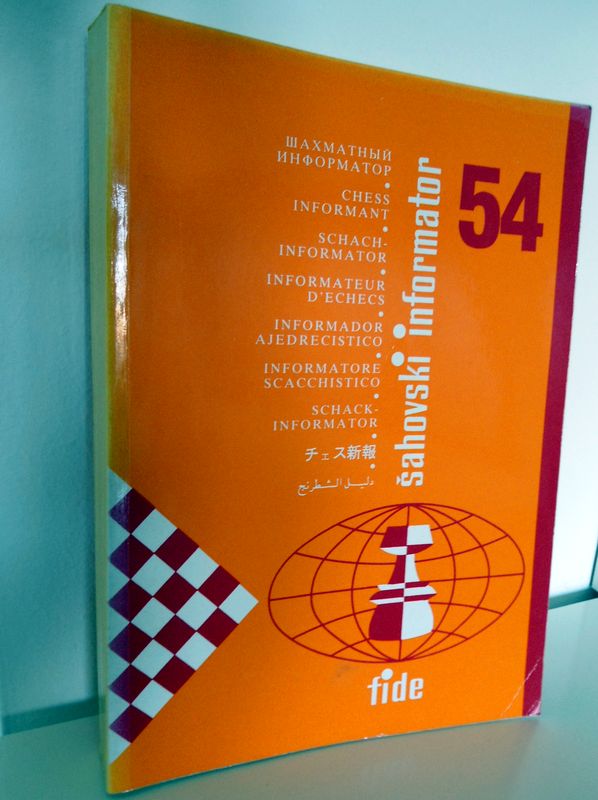 54
ШАХМАТНЫЙ
ИНФОРМАТОР
CHESS
INFORMANT
SCHACH-
INFORMATOR
INFORMATEUR
D'ECHECS
INFORMADOR
AJEDRECISTICO
INFORMATORE
SCACCHISTICO
SCHACK-
INFORMATOR
チェス新報
دليل الشطرنج
šahovski informator
fide